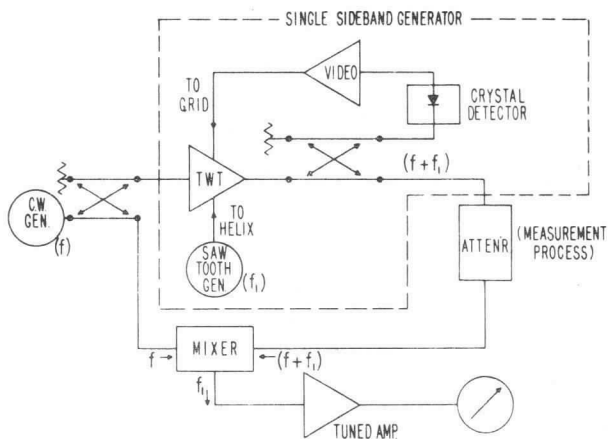 SINGLE SIDEBAND GENERATOR
VIDEO
TO
GRID
CRYSTAL
DETECTOR
TWT
(f+f₁)
C.W.
GEN.
(f)
TO
HELIX
SAW
TOOTH
GEN.
(f₁)
ATTEN'R
(MEASUREMENT
PROCESS)
MIXER
f
(f+f₁)
f₁
TUNED AMP.